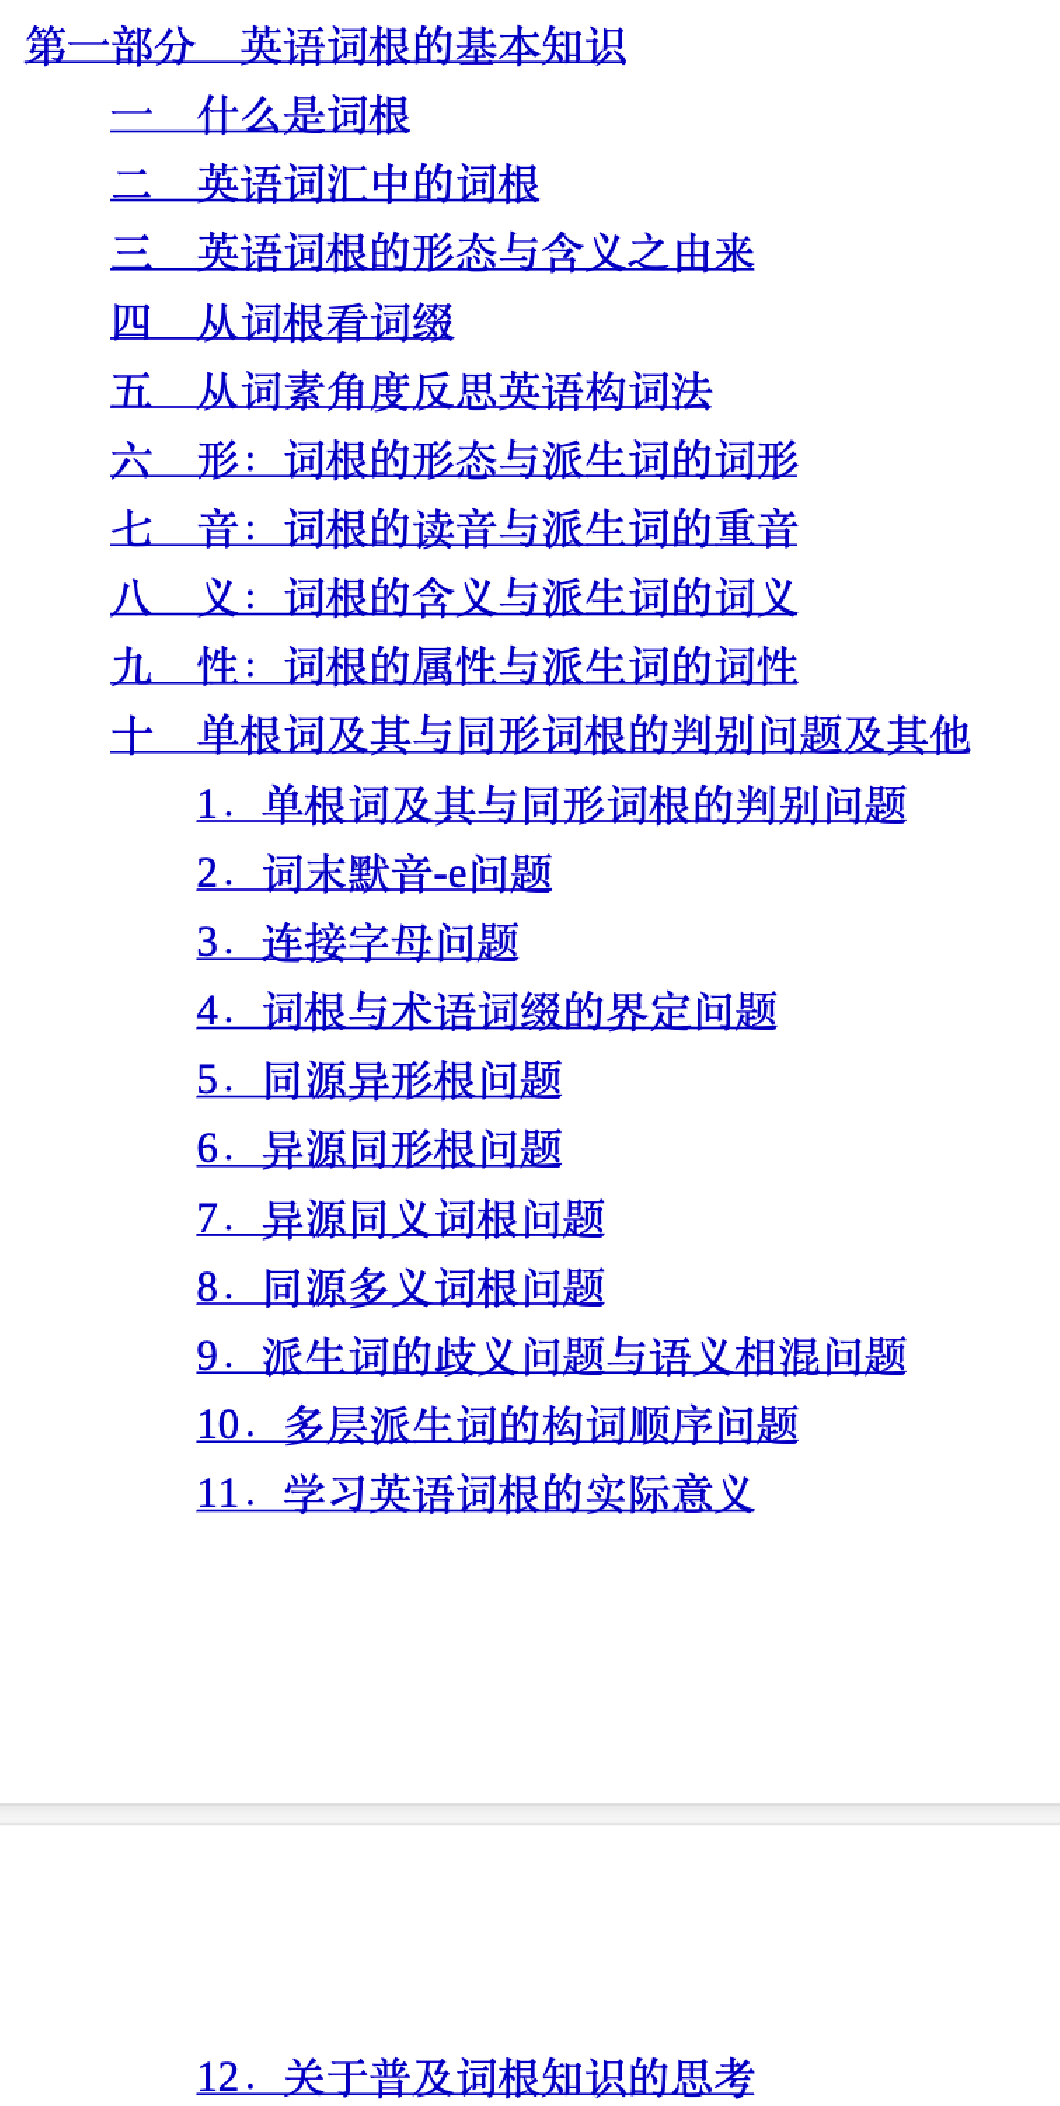 第一部分　英语词根的基本知识
一　什么是词根
二　英语词汇中的词根
三　英语词根的形态与含义之由来
四　从词根看词缀
五　从词素角度反思英语构词法
六　形：词根的形态与派生词的词形
七　音：词根的读音与派生词的重音
八　义：词根的含义与派生词的词义
九　性：词根的属性与派生词的词性
十　单根词及其与同形词根的判别问题及其他
1．单根词及其与同形词根的判别问题
2．词末默音-e问题
3．连接字母问题
4．词根与术语词缀的界定问题
5．同源异形根问题
6．异源同形根问题
7．异源同义词根问题
8．同源多义词根问题
9．派生词的歧义问题与语义相混问题
10．多层派生词的构词顺序问题
11．学习英语词根的实际意义
12．关于普及词根知识的思考